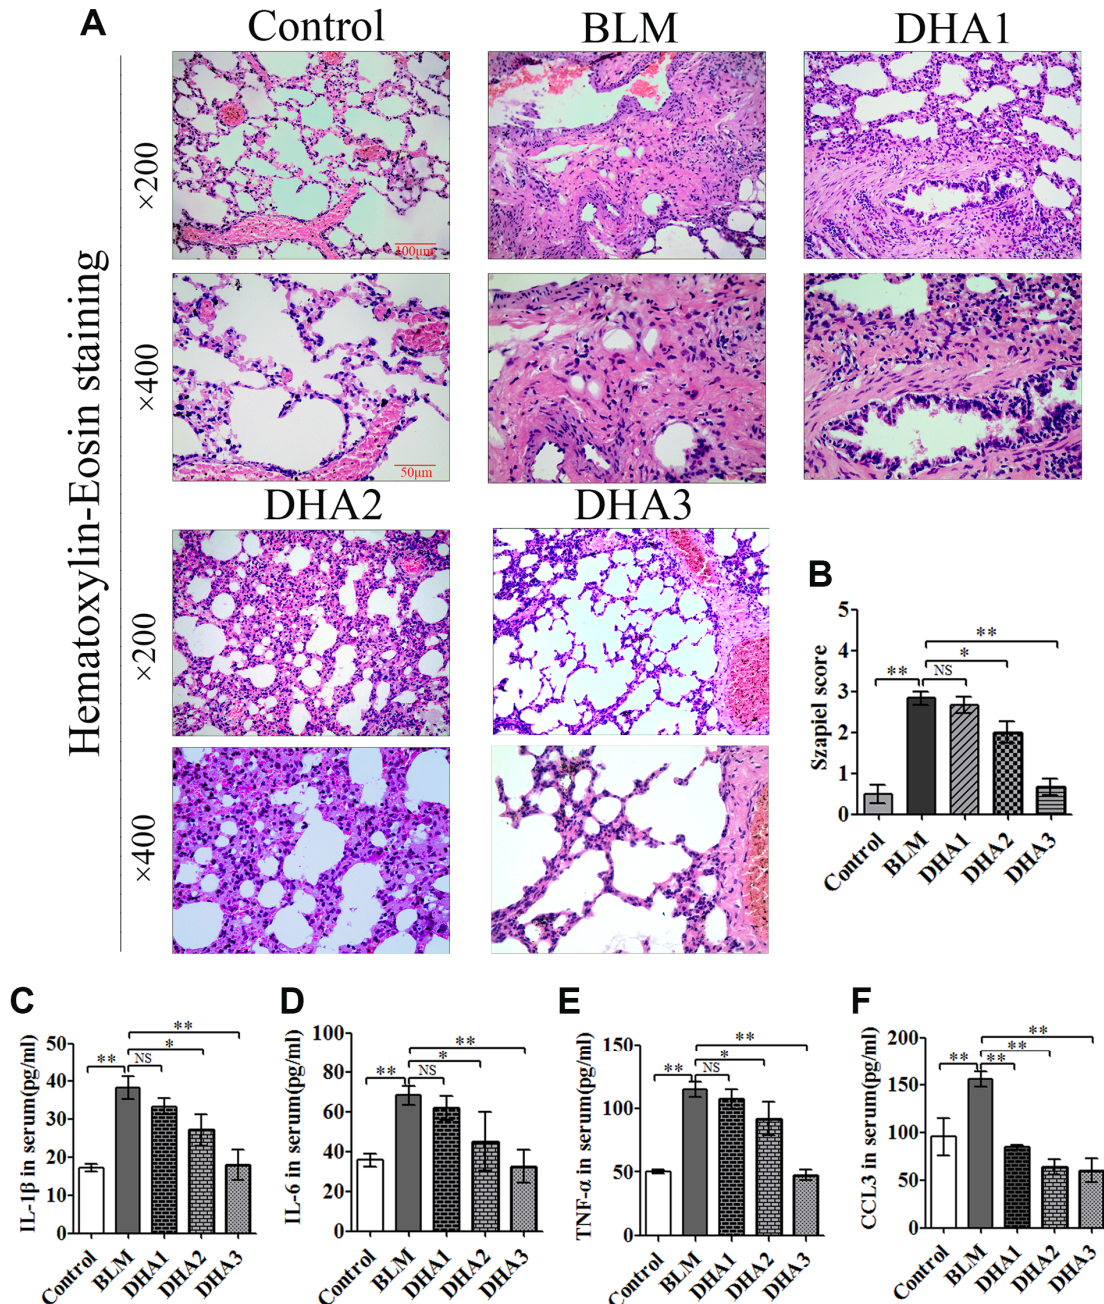 A
Control
BLM
DHA1
Hematoxylin-Eosin staining
×200
100μm
×400
50μm
DHA2
DHA3
×200
×400
B
Szapiel score
5
4
3
2
1
0
**
*
** NS
Control
BLM
DHA1
DHA2
DHA3
C
IL-1β in serum(pg/ml)
50
40
30
20
10
0
**
*
** NS
Control
BLM
DHA1
DHA2
DHA3
D
IL-6 in serum(pg/ml)
100
80
60
40
20
0
**
*
** NS
Control
BLM
DHA1
DHA2
DHA3
E
TNF-α in serum(pg/ml)
150
100
50
0
**
*
** NS
Control
BLM
DHA1
DHA2
DHA3
F
CCL3 in serum(pg/ml)
200
150
100
50
0
**
**
** **
Control
BLM
DHA1
DHA2
DHA3